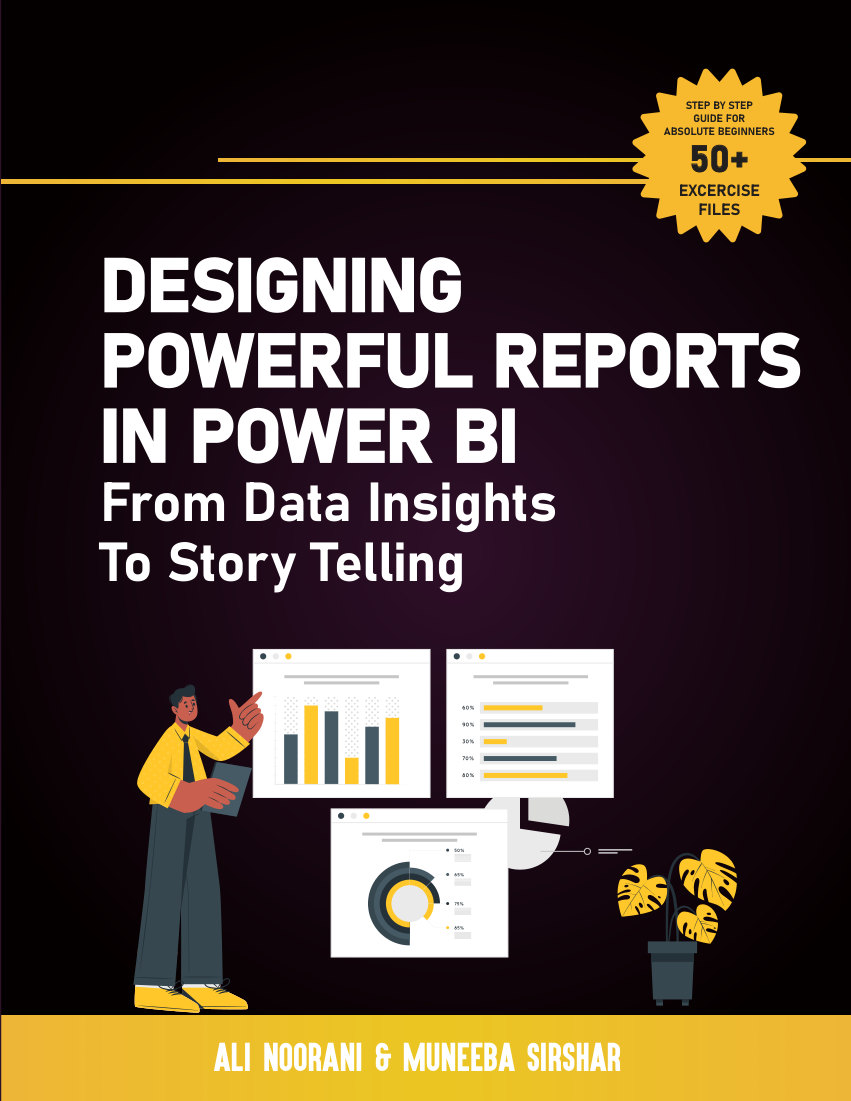 STEP BY STEP
GUIDE FOR
ABSOLUTE BEGINNERS
50+
EXCERCISE
FILES
DESIGNING
POWERFUL REPORTS
IN POWER BI
From Data Insights
To Story Telling
60%
90%
30%
70%
80%
50%
65%
75%
85%
ALI NOORANI & MUNEEBA SIRSHAR